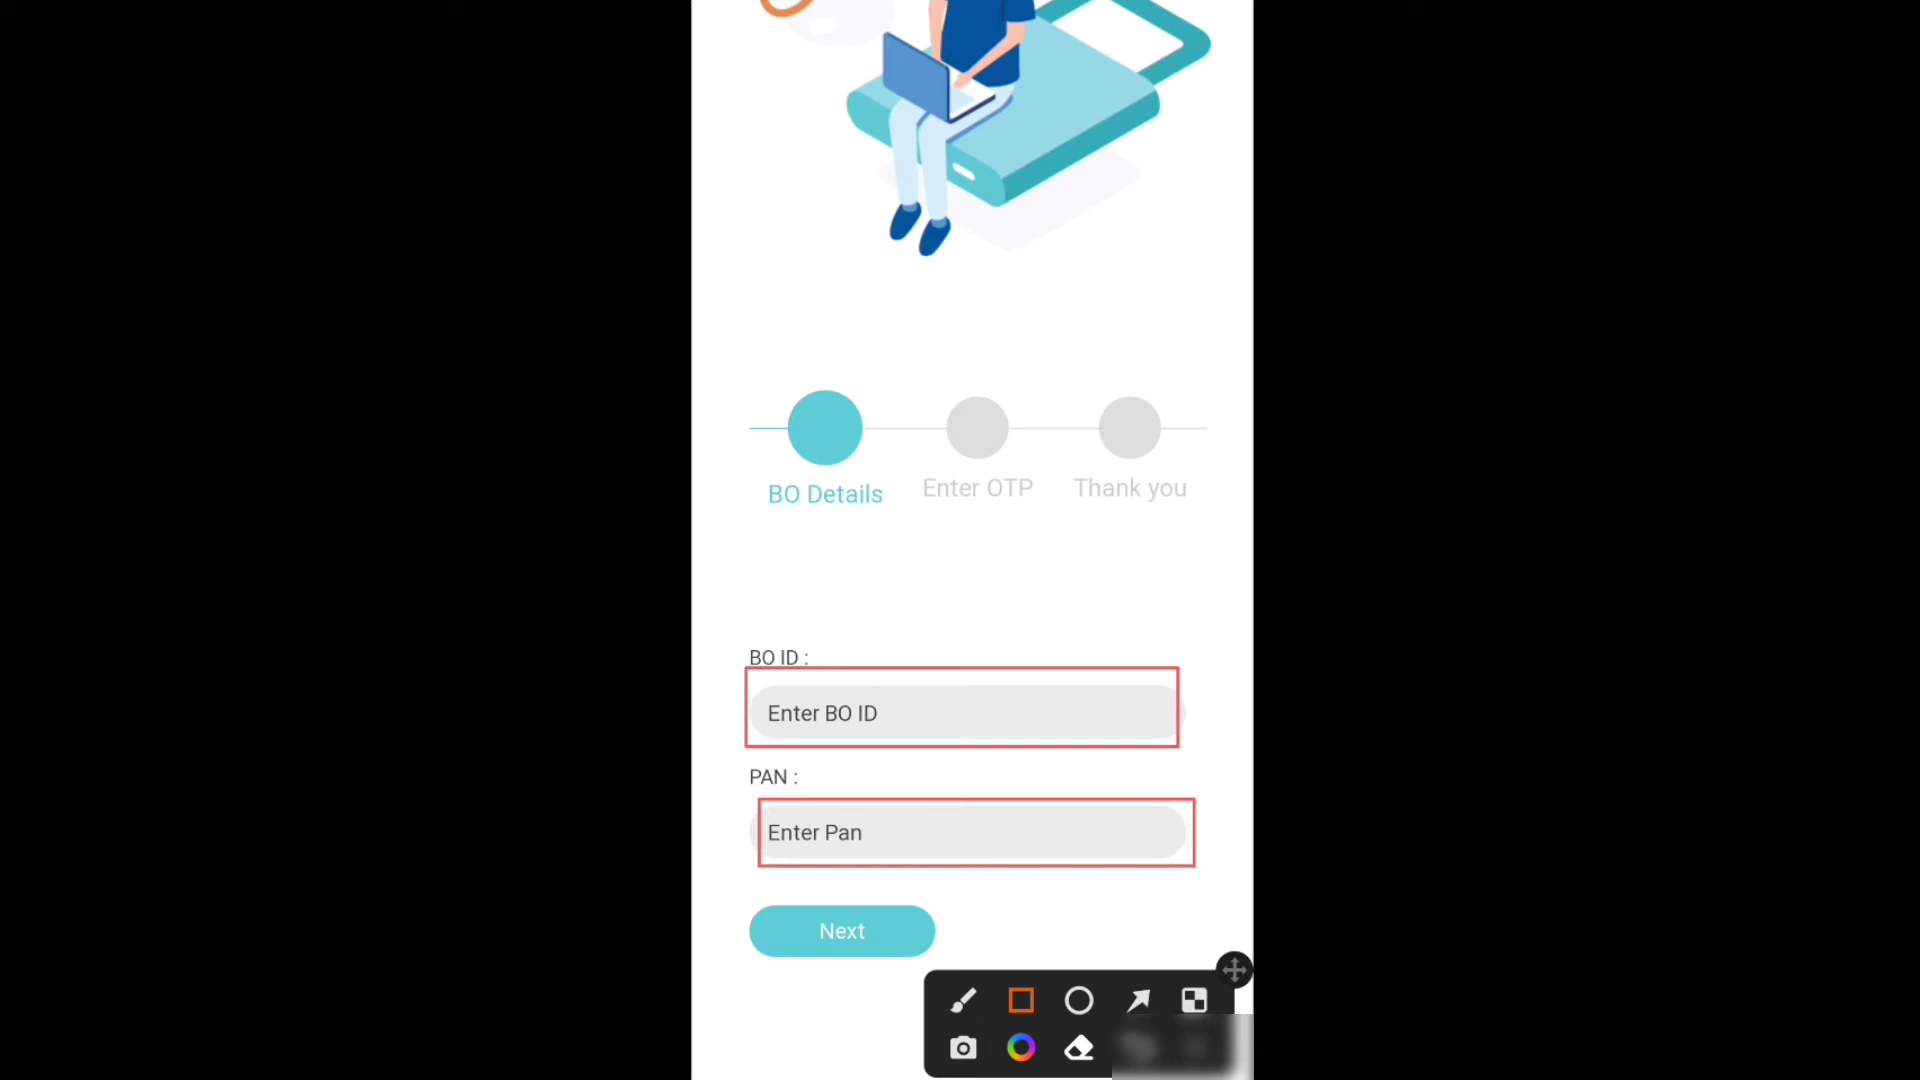 BO Details
Enter OTP
Thank you
BO ID :
Enter BO ID
PAN :
Enter Pan
Next